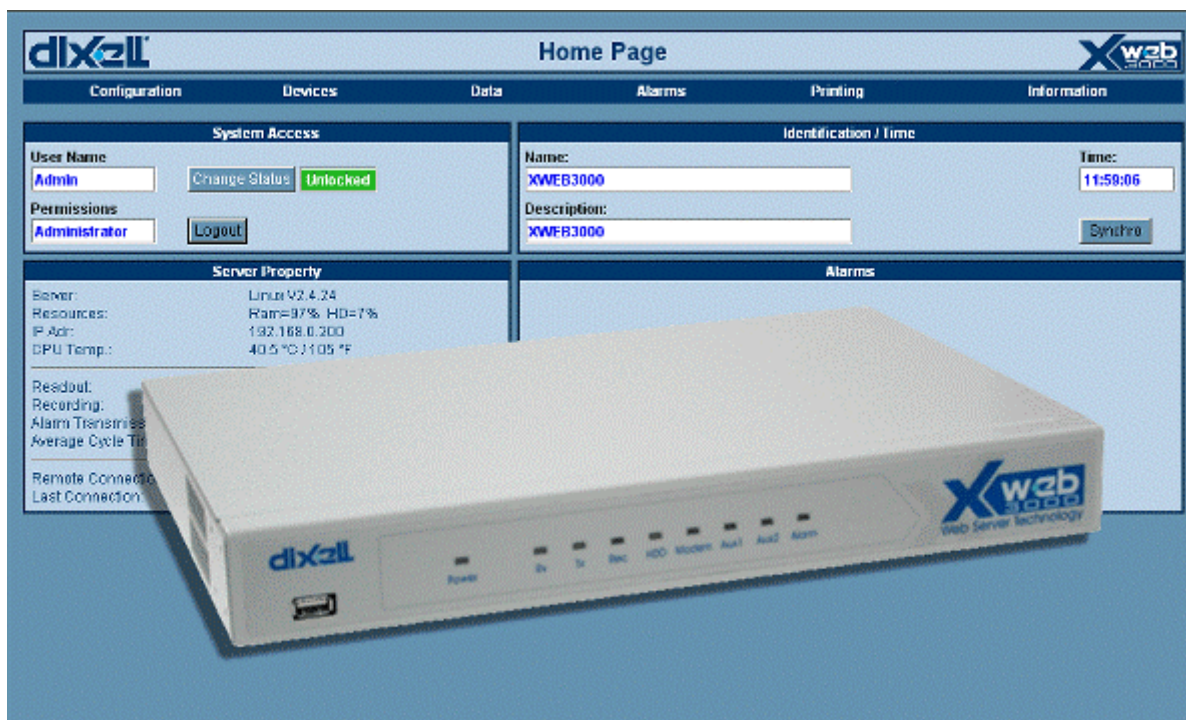 dixell
Home Page
Xweb 3000
Configuration Devices Data Alarms Printing Information
System Access
Identification / Time
User Name
Admin
Change Status
Unlocked
Name:
XWEB3000
Time:
11:59:06
Permissions
Administrator
Logout
Description:
XWEB3000
Synchro
Server Property
Alarms
Server: Linux V2.4.24
Resources: Ram=97% HD=7%
IP Adr: 192.168.0.200
CPU Temp.: 40.5 °C / 105 °F
Readout:
Recording:
Alarm
Average Cycle
Remote
Last Connection:
Xweb
3000
Web Server Technology
dixell
Power Rx Tx Rec HDD Modem Aux1 Aux2 Alarm